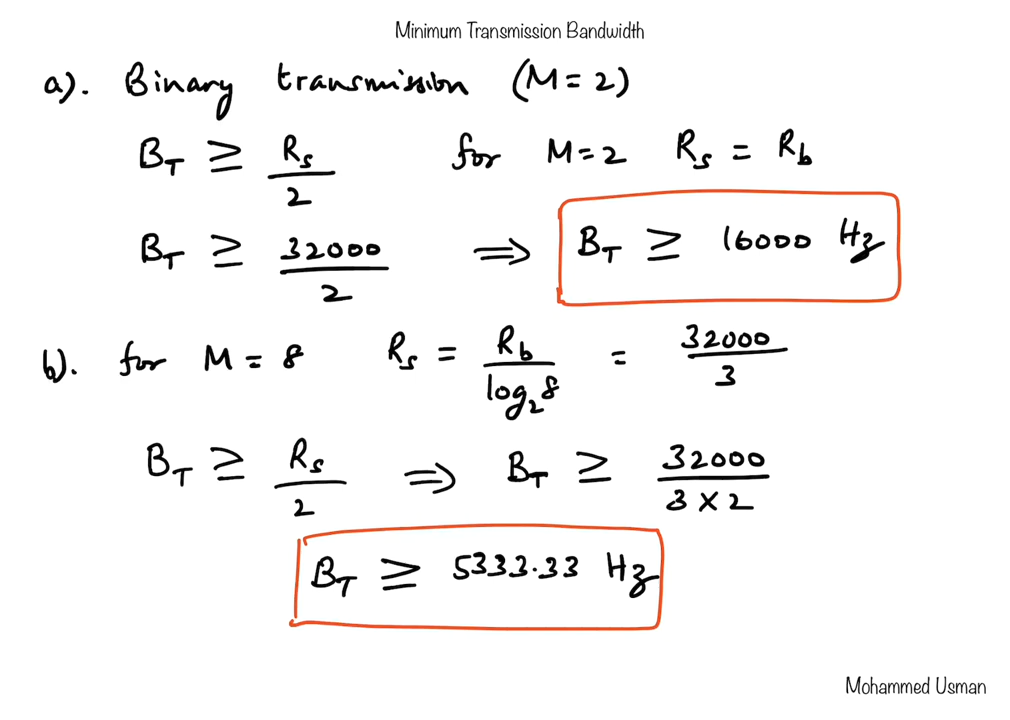 Minimum Transmission Bandwidth
a). Binary transmission (M = 2)
B_T ≥ R_s/2 for M = 2 R_s = R_b
B_T ≥ 32000/2 ⟹ B_T ≥ 16000 Hz
b). for M = 8 R_s = R_b/log_2 8 = 32000/3
B_T ≥ R_s/2 ⟹ B_T ≥ 32000/3 × 2
B_T ≥ 5333.33 Hz
Mohammed Usman